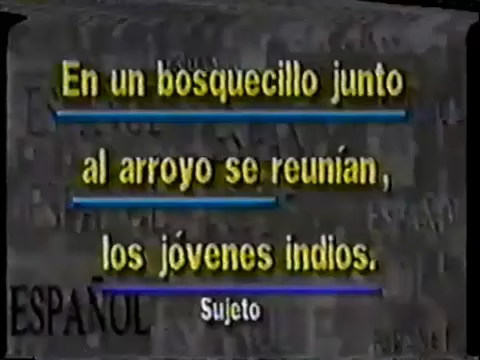 En un bosquecillo junto
al arroyo se reunían,
los jóvenes indios.
Sujeto
ESPAÑOL